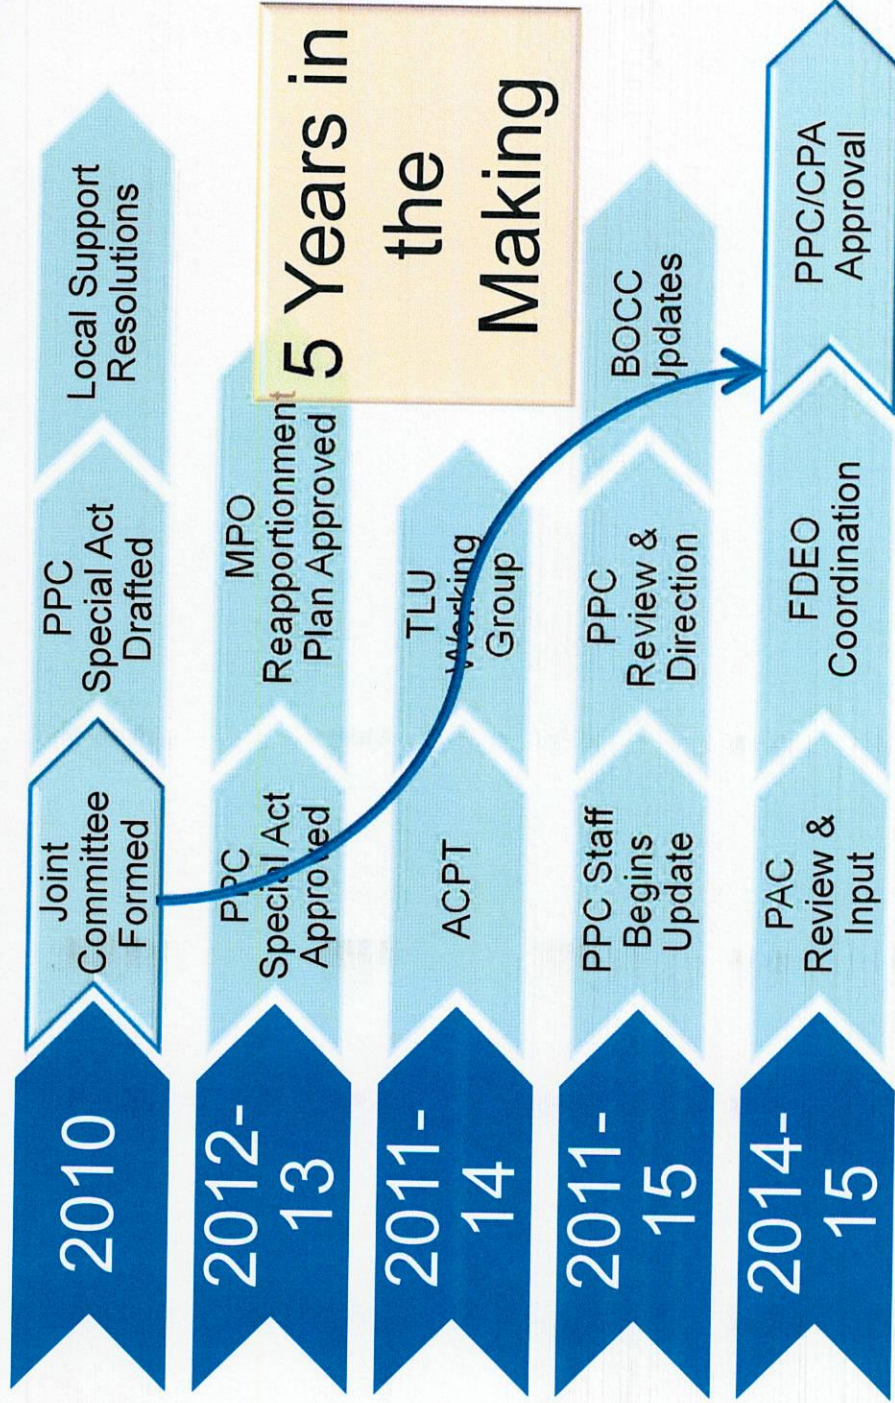 2010
Joint
Committee
Formed
PPC
Special Act
Drafted
Local Support
Resolutions
2012-
13
PPC
Special Act
Approved
MPO
Reapportionment
Plan Approved
5 Years in
the
Making
2011-
14
ACPT
TLU
Working
Group
2011-
15
PPC Staff
Begins
Update
PPC
Review &
Direction
BOCC
Updates
2014-
15
PAC
Review &
Input
FDEO
Coordination
PPC/CPA
Approval